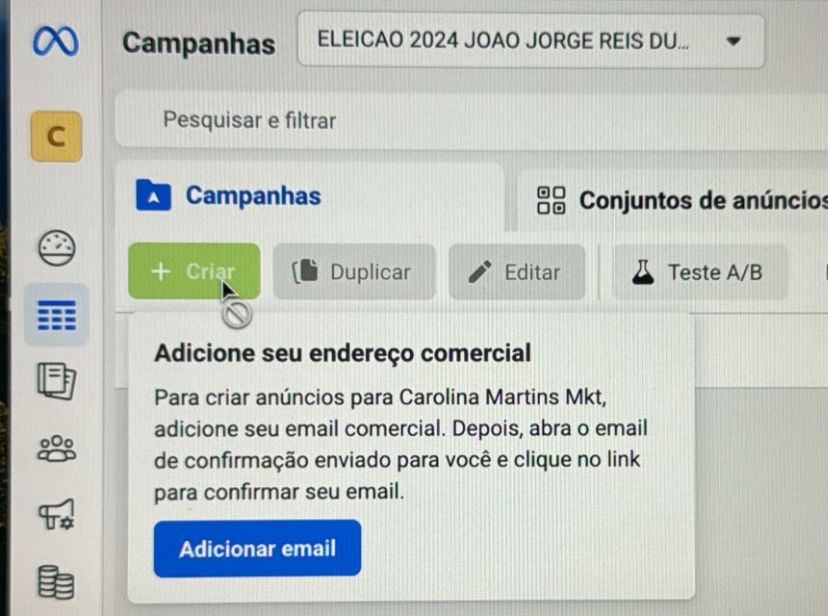 Campanhas
ELEICAO 2024 JOAO JORGE REIS DU...
C
Pesquisar e filtrar
Campanhas
Conjuntos de anúncios
+ Criar
Duplicar
Editar
Teste A/B
Adicione seu endereço comercial
Para criar anúncios para Carolina Martins Mkt,
adicione seu email comercial. Depois, abra o email
de confirmação enviado para você e clique no link
para confirmar seu email.
Adicionar email